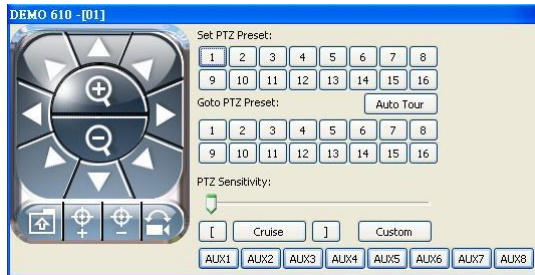 DEMO 610 -[01]
Set PTZ Preset:
1 2 3 4 5 6 7 8
9 10 11 12 13 14 15 16
Goto PTZ Preset: Auto Tour
1 2 3 4 5 6 7 8
9 10 11 12 13 14 15 16
PTZ Sensitivity:
[ Cruise ] Custom
AUX1 AUX2 AUX3 AUX4 AUX5 AUX6 AUX7 AUX8